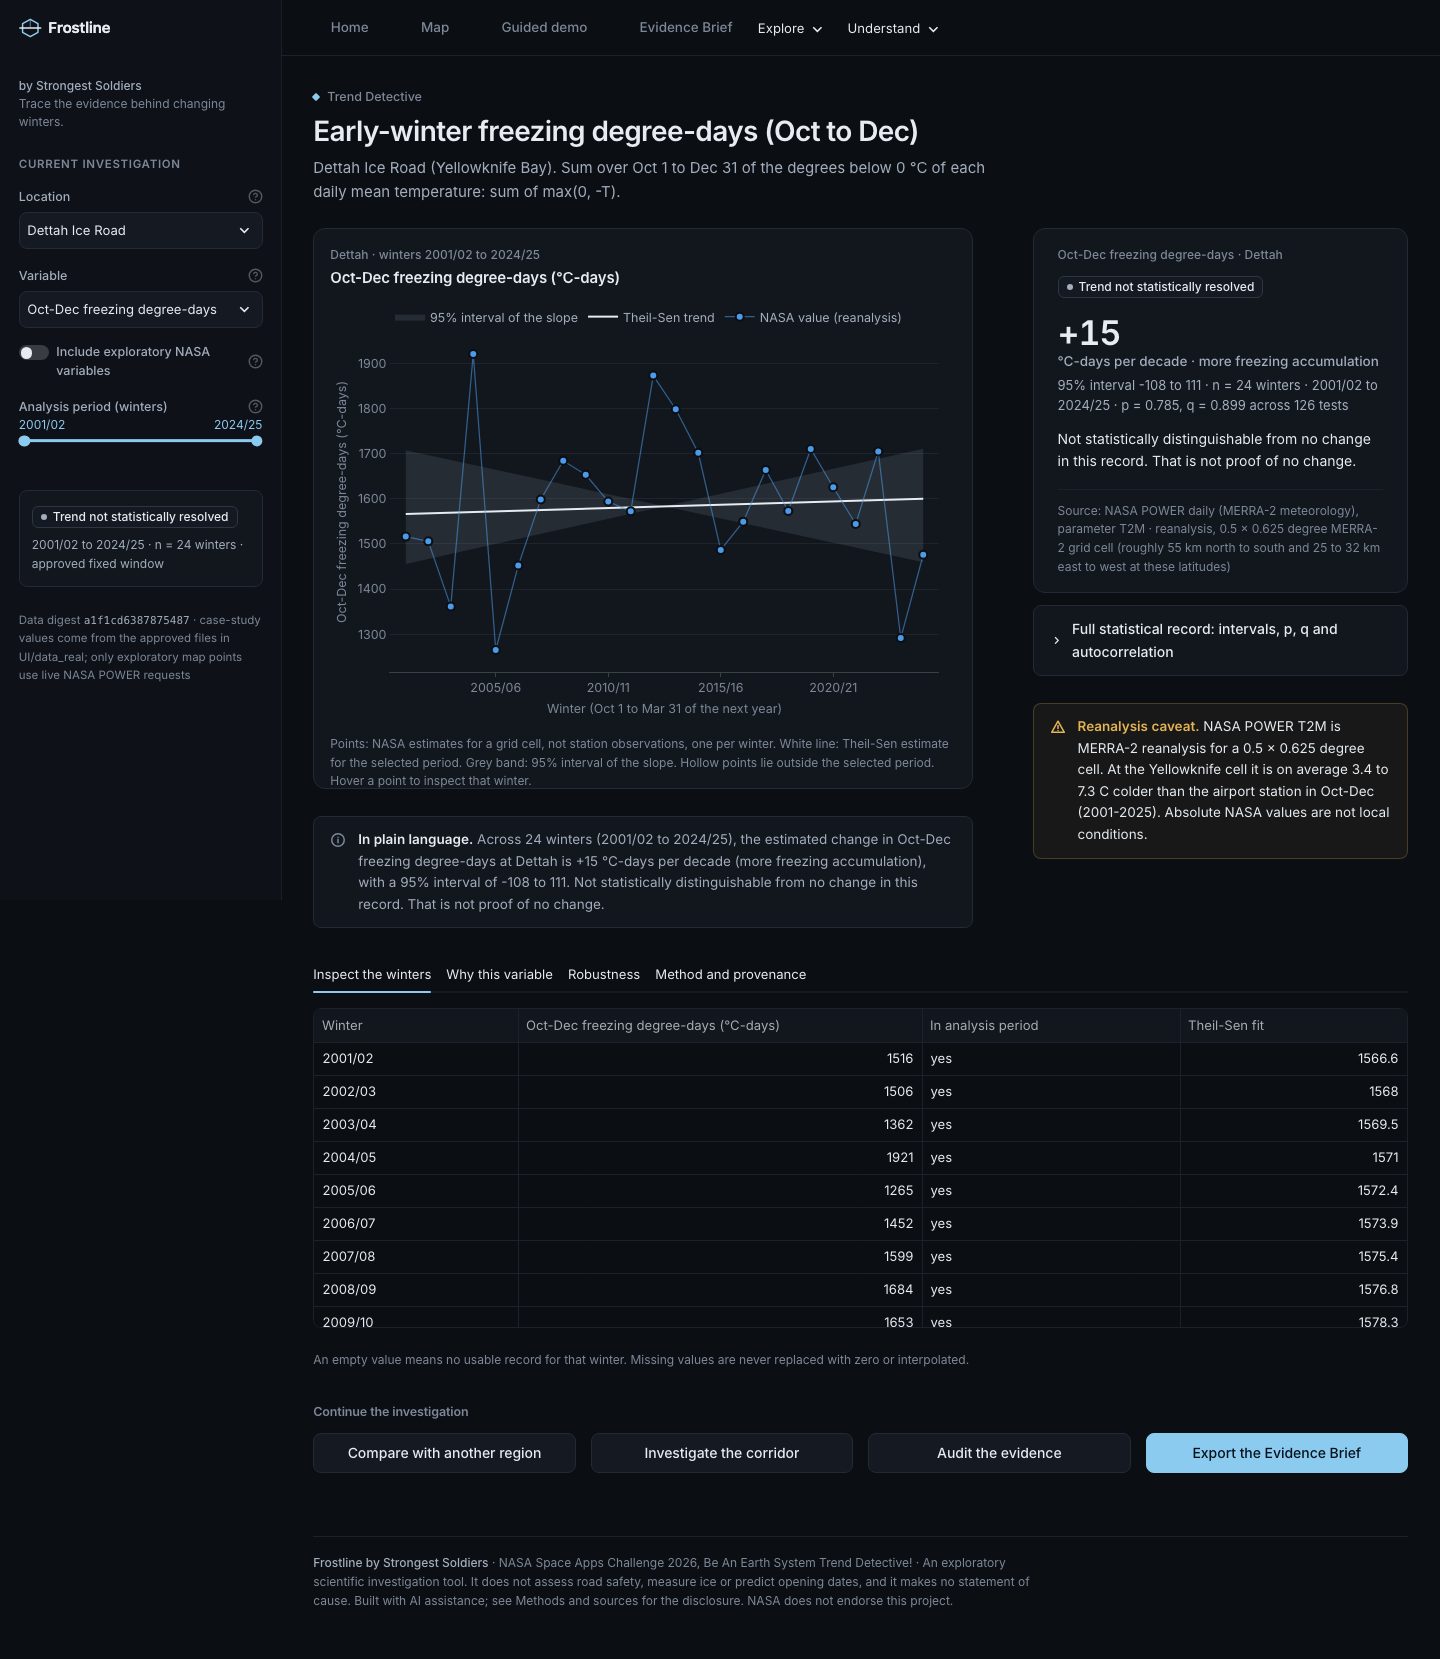 Frostline
by Strongest Soldiers
Trace the evidence behind changing
winters.
CURRENT INVESTIGATION
Location
Dettah Ice Road
Variable
Oct-Dec freezing degree-days
Include exploratory NASA
variables
Analysis period (winters)
2001/02 2024/25
Trend not statistically resolved
2001/02 to 2024/25 · n = 24 winters ·
approved fixed window
Data digest a1f1cd6387875487 · case-study
values come from the approved files in
UI/data_real; only exploratory map points
use live NASA POWER requests
Home Map Guided demo Evidence Brief Explore Understand
Trend Detective
Early-winter freezing degree-days (Oct to Dec)
Dettah Ice Road (Yellowknife Bay). Sum over Oct 1 to Dec 31 of the degrees below 0 °C of each
daily mean temperature: sum of max(0, -T).
Dettah · winters 2001/02 to 2024/25
Oct-Dec freezing degree-days (°C-days)
95% interval of the slope Theil-Sen trend NASA value (reanalysis)
Oct-Dec freezing degree-days (°C-days)
1900
1800
1700
1600
1500
1400
1300
2005/06 2010/11 2015/16 2020/21
Winter (Oct 1 to Mar 31 of the next year)
Points: NASA estimates for a grid cell, not station observations, one per winter. White line: Theil-Sen estimate
for the selected period. Grey band: 95% interval of the slope. Hollow points lie outside the selected period.
Hover a point to inspect that winter.
In plain language. Across 24 winters (2001/02 to 2024/25), the estimated change in Oct-Dec
freezing degree-days at Dettah is +15 °C-days per decade (more freezing accumulation),
with a 95% interval of -108 to 111. Not statistically distinguishable from no change in this
record. That is not proof of no change.
Oct-Dec freezing degree-days · Dettah
Trend not statistically resolved
+15
°C-days per decade · more freezing accumulation
95% interval -108 to 111 · n = 24 winters · 2001/02 to
2024/25 · p = 0.785, q = 0.899 across 126 tests
Not statistically distinguishable from no change
in this record. That is not proof of no change.
Source: NASA POWER daily (MERRA-2 meteorology),
parameter T2M · reanalysis, 0.5 × 0.625 degree MERRA-
2 grid cell (roughly 55 km north to south and 25 to 32 km
east to west at these latitudes)
Full statistical record: intervals, p, q and
autocorrelation
Reanalysis caveat. NASA POWER T2M is
MERRA-2 reanalysis for a 0.5 × 0.625 degree
cell. At the Yellowknife cell it is on average 3.4 to
7.3 C colder than the airport station in Oct-Dec
(2001-2025). Absolute NASA values are not local
conditions.
Inspect the winters Why this variable Robustness Method and provenance
Winter Oct-Dec freezing degree-days (°C-days) In analysis period Theil-Sen fit
2001/02 1516 yes 1566.6
2002/03 1506 yes 1568
2003/04 1362 yes 1569.5
2004/05 1921 yes 1571
2005/06 1265 yes 1572.4
2006/07 1452 yes 1573.9
2007/08 1599 yes 1575.4
2008/09 1684 yes 1576.8
2009/10 1653 yes 1578.3
An empty value means no usable record for that winter. Missing values are never replaced with zero or interpolated.
Continue the investigation
Compare with another region Investigate the corridor Audit the evidence Export the Evidence Brief
Frostline by Strongest Soldiers · NASA Space Apps Challenge 2026, Be An Earth System Trend Detective! · An exploratory
scientific investigation tool. It does not assess road safety, measure ice or predict opening dates, and it makes no statement of
cause. Built with AI assistance; see Methods and sources for the disclosure. NASA does not endorse this project.